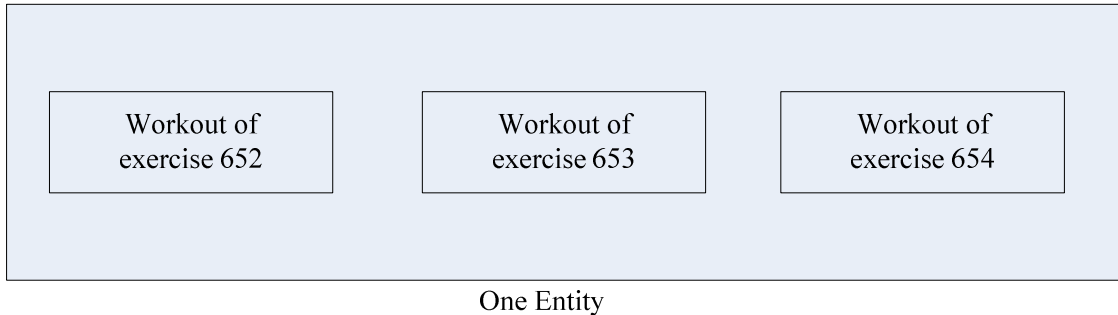 Workout of
exercise 652
Workout of
exercise 653
Workout of
exercise 654
One Entity